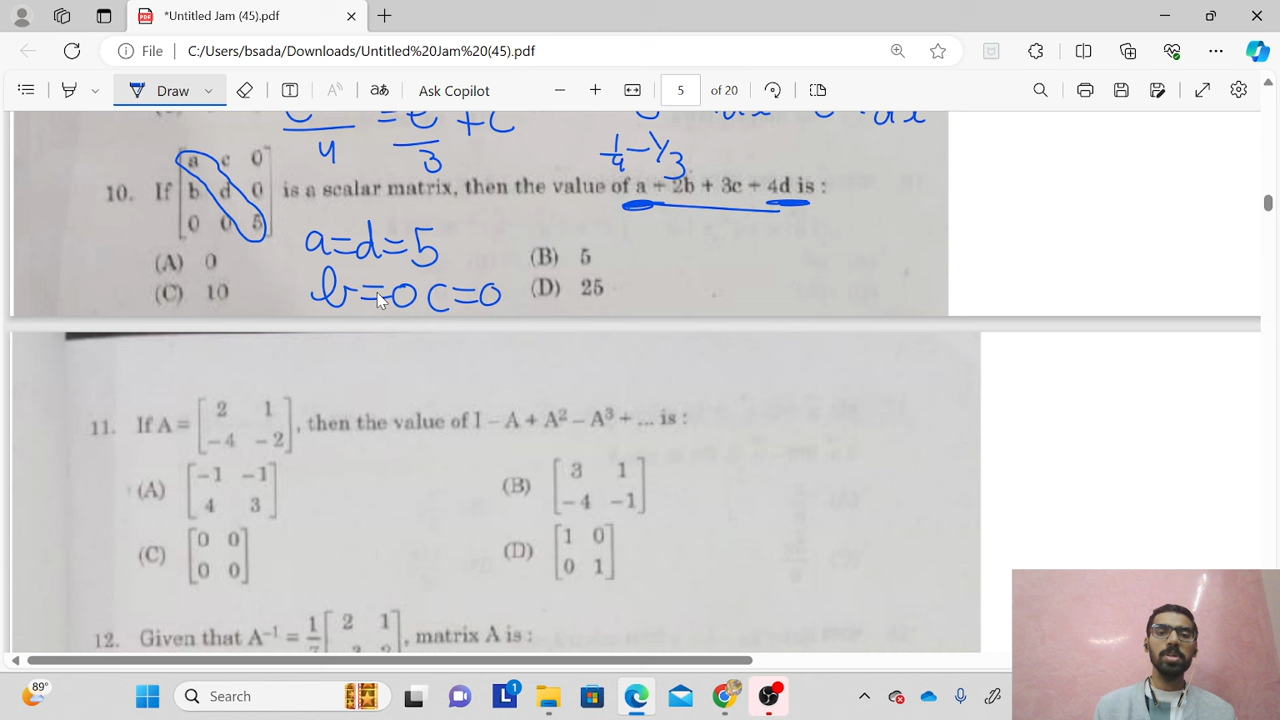 *Untitled Jam (45).pdf
File C:/Users/bsada/Downloads/Untitled%20Jam%20(45).pdf
Draw Ask Copilot 5 of 20
4 = e/3 + C
1/4 - 1/3
10. If [a c 0
b d 0
0 0 5] is a scalar matrix, then the value of a + 2b + 3c + 4d is :
a=d=5
(A) 0 (B) 5
b=0 c=0
(C) 10 (D) 25
11. If A = [2 1
-4 -2], then the value of I – A + A² – A³ + ... is :
(A) [-1 -1
4 3]
(B) [3 1
-4 -1]
(C) [0 0
0 0]
(D) [1 0
0 1]
12. Given that A⁻¹ = 1/7 [2 1], matrix A is :
89°
Search